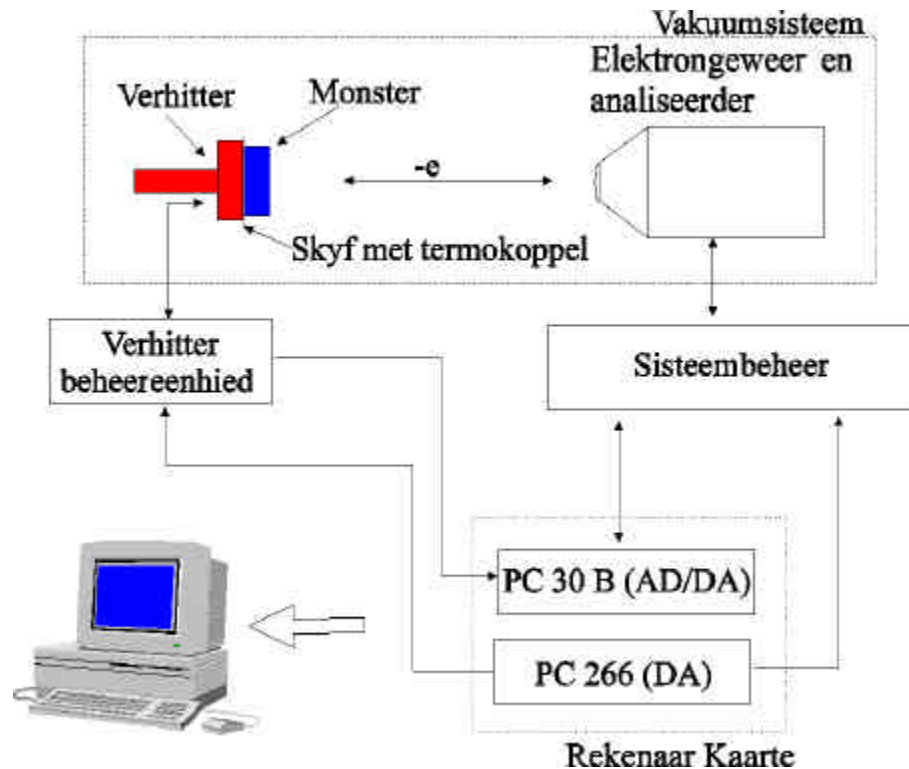 Vakuumsisteem
Elektrongeweer en
analiseerder
Verhitter
Monster
-e
Skyf met termokoppel
Verhitter
beheereenhied
Sisteembeheer
PC 30 B (AD/DA)
PC 266 (DA)
Rekenaar Kaarte